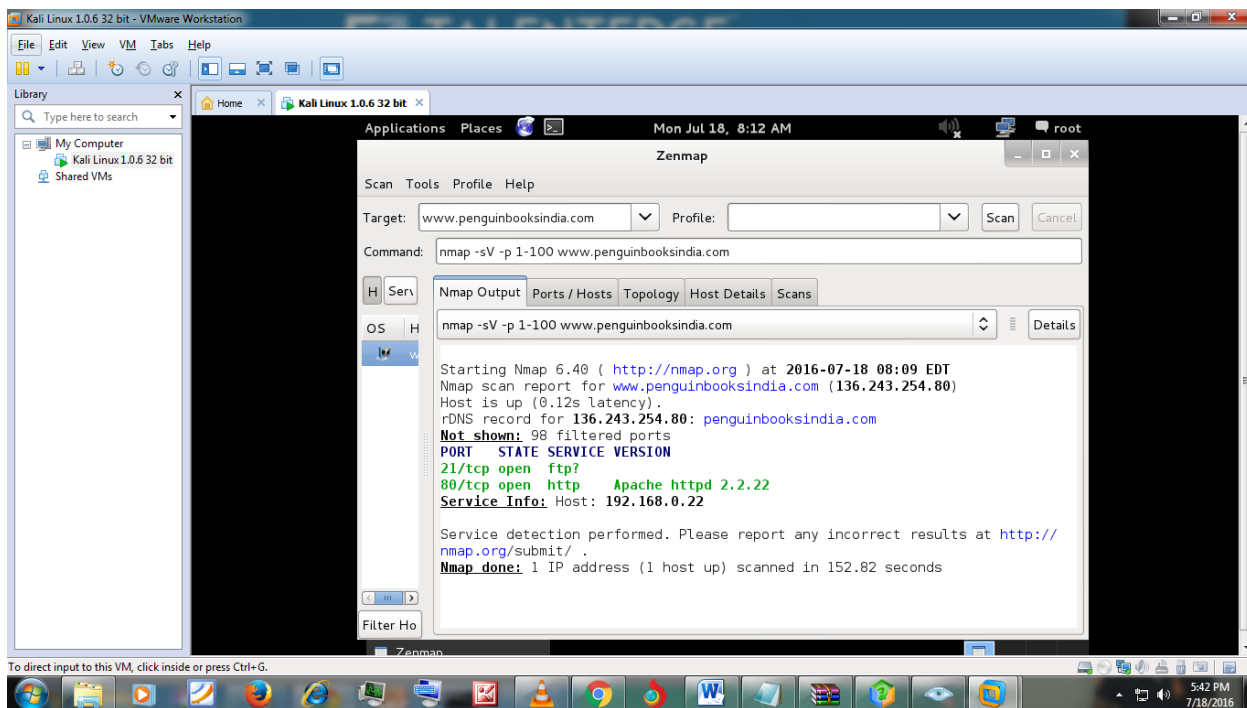 Kali Linux 1.0.6 32 bit - VMware Workstation
File Edit View VM Tabs Help
Library
Type here to search
My Computer
Kali Linux 1.0.6 32 bit
Shared VMs
Home
Kali Linux 1.0.6 32 bit
Applications Places Mon Jul 18, 8:12 AM root
Zenmap
Scan Tools Profile Help
Target: www.penguinbooksindia.com Profile: Scan Cancel
Command: nmap -sV -p 1-100 www.penguinbooksindia.com
H Serv
Nmap Output Ports / Hosts Topology Host Details Scans
OS H
nmap -sV -p 1-100 www.penguinbooksindia.com Details
w
Starting Nmap 6.40 ( http://nmap.org ) at 2016-07-18 08:09 EDT
Nmap scan report for www.penguinbooksindia.com (136.243.254.80)
Host is up (0.12s latency).
rDNS record for 136.243.254.80: penguinbooksindia.com
Not shown: 98 filtered ports
PORT STATE SERVICE VERSION
21/tcp open ftp?
80/tcp open http Apache httpd 2.2.22
Service Info: Host: 192.168.0.22
Service detection performed. Please report any incorrect results at http://
nmap.org/submit/ .
Nmap done: 1 IP address (1 host up) scanned in 152.82 seconds
Filter Ho
Zenmap
To direct input to this VM, click inside or press Ctrl+G.
5:42 PM
7/18/2016